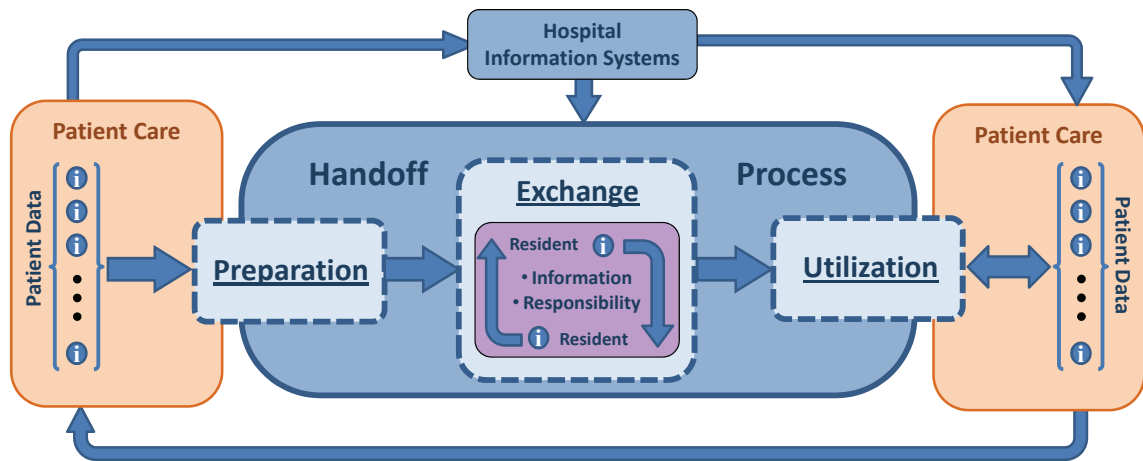 Hospital
Information Systems
Patient Care
Patient Data
i
i
i
i
Handoff
Process
Preparation
Exchange
Resident i
• Information
• Responsibility
i Resident
Utilization
Patient Care
i
i
i
i
Patient Data